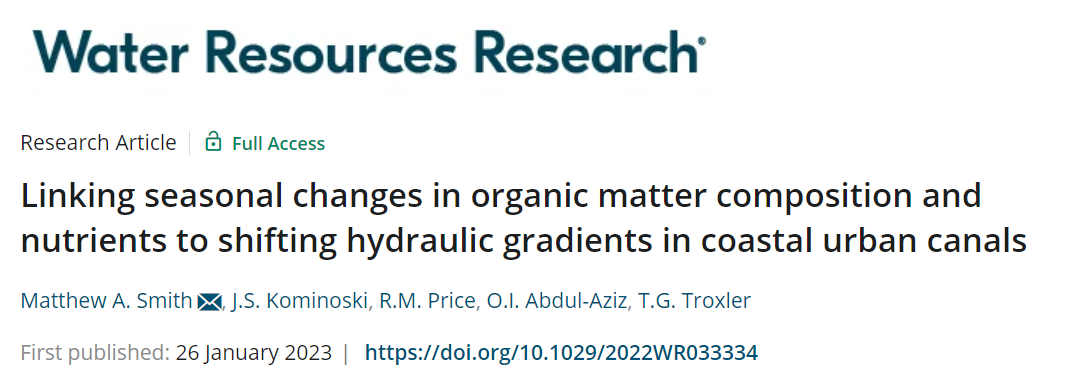 Water Resources Research®
Research Article | Full Access
Linking seasonal changes in organic matter composition and
nutrients to shifting hydraulic gradients in coastal urban canals
Matthew A. Smith, J.S. Kominoski, R.M. Price, O.I. Abdul-Aziz, T.G. Troxler
First published: 26 January 2023 | https://doi.org/10.1029/2022WR033334